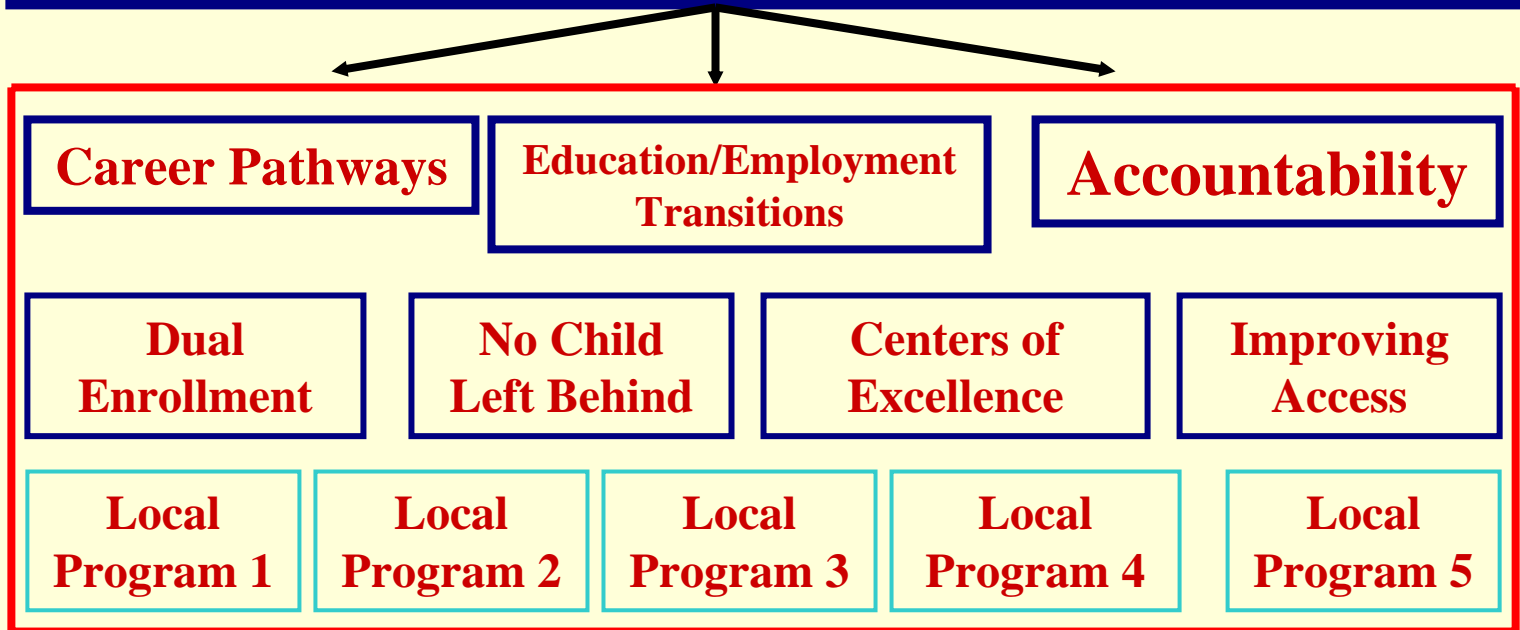 Career Pathways
Education/Employment
Transitions
Accountability
Dual
Enrollment
No Child
Left Behind
Centers of
Excellence
Improving
Access
Local
Program 1
Local
Program 2
Local
Program 3
Local
Program 4
Local
Program 5